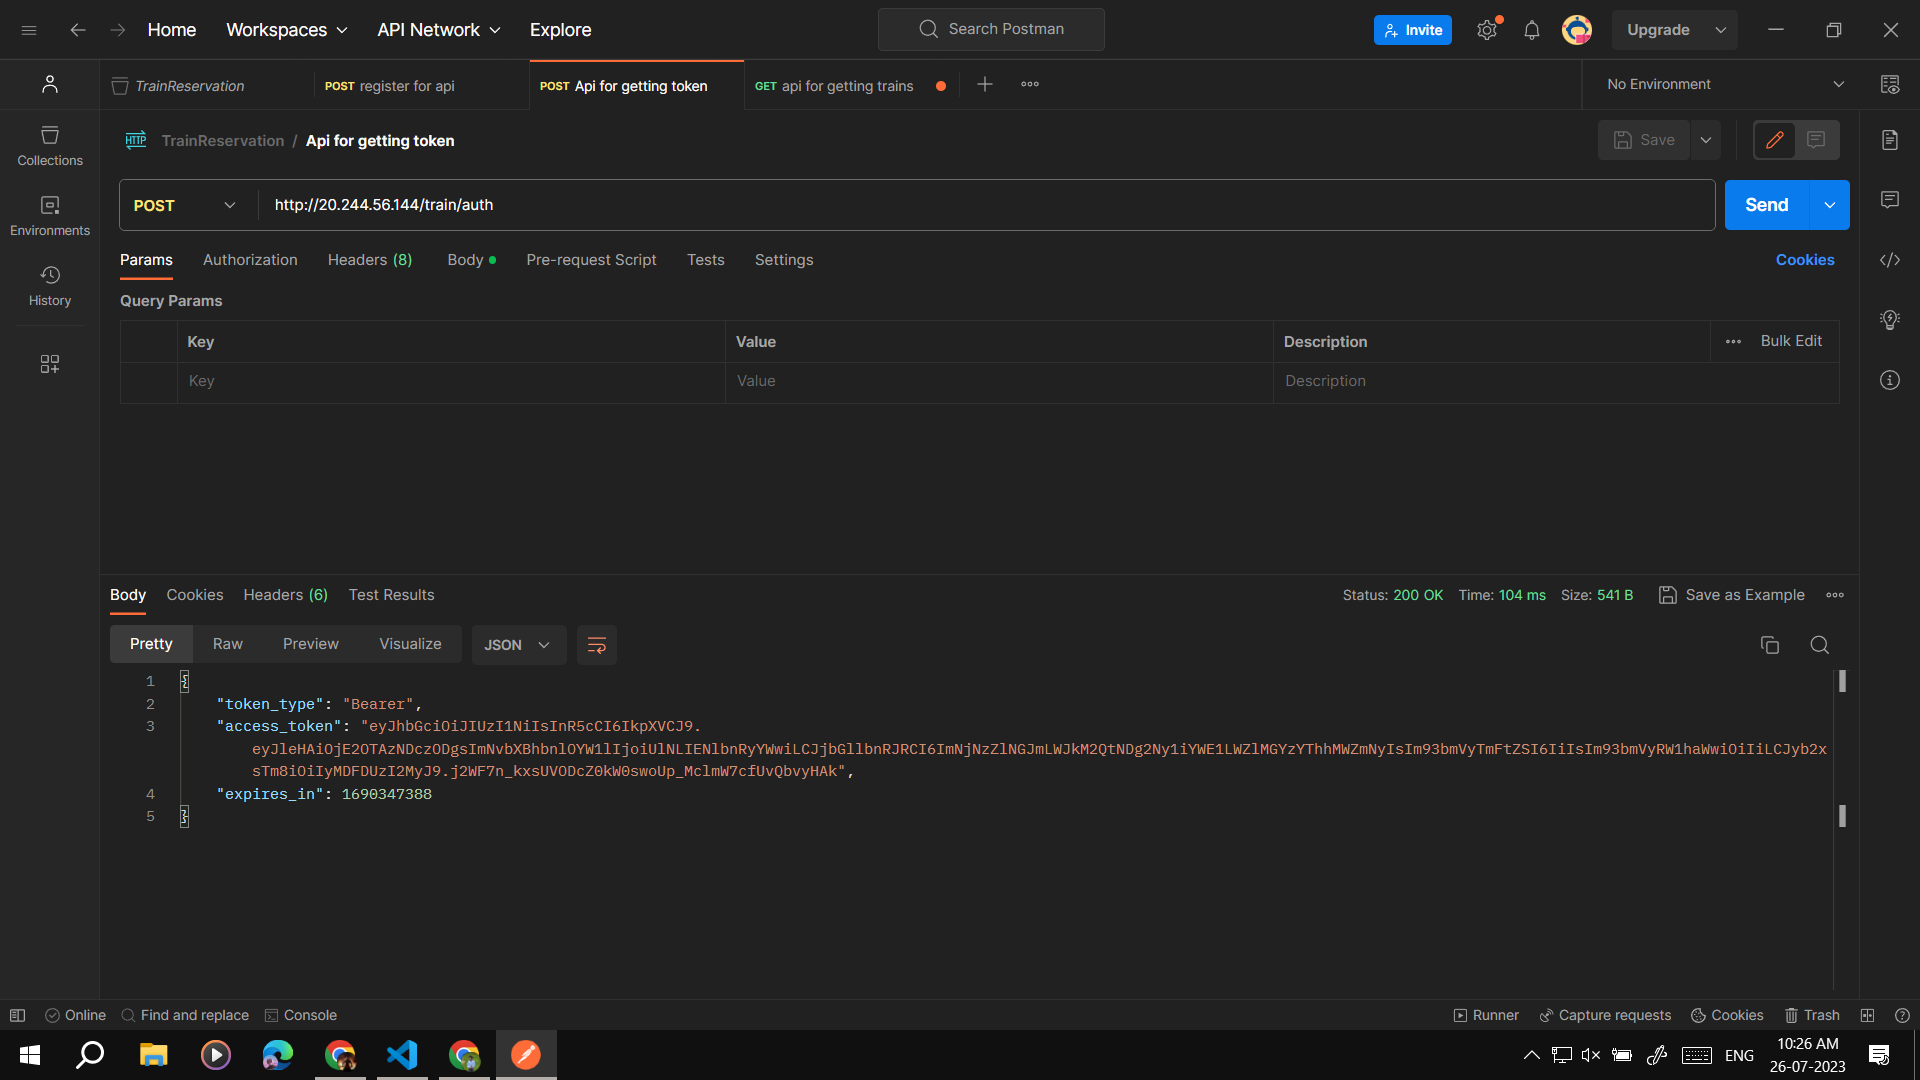 Home Workspaces API Network Explore Search Postman Invite Upgrade
TrainReservation POST register for api POST Api for getting token GET api for getting trains No Environment
HTTP TrainReservation / Api for getting token Save
Collections
POST http://20.244.56.144/train/auth Send
Environments
Params Authorization Headers (8) Body Pre-request Script Tests Settings Cookies
History
Query Params
Key Value Description Bulk Edit
Key Value Description
Body Cookies Headers (6) Test Results Status: 200 OK Time: 104 ms Size: 541 B Save as Example
Pretty Raw Preview Visualize JSON
1 {
2 "token_type": "Bearer",
3 "access_token": "eyJhbGciOiJIUzI1NiIsInR5cCI6IkpXVCJ9.
eyJleHAiOjE2OTAzNDczODgsImNvbXBhbnlOYW1lIjoiUlNLIENlbnRyYWwiLCJjbGllbnRJRCI6ImNjNzZlNGJmLWJkM2QtNDg2Ny1iYWE1LWZlMGYzYThhMWZmNyIsIm93bmVyTmFtZSI6IiIsIm93bmVyRW1haWwiOiIiLCJyb2x
sTm8iOiIyMDFDUzI2MyJ9.j2WF7n_kxsUVODcZ0kW0swoUp_MclmW7cfUvQbvyHAk",
4 "expires_in": 1690347388
5 }
Online Find and replace Console Runner Capture requests Cookies Trash
ENG 10:26 AM
26-07-2023